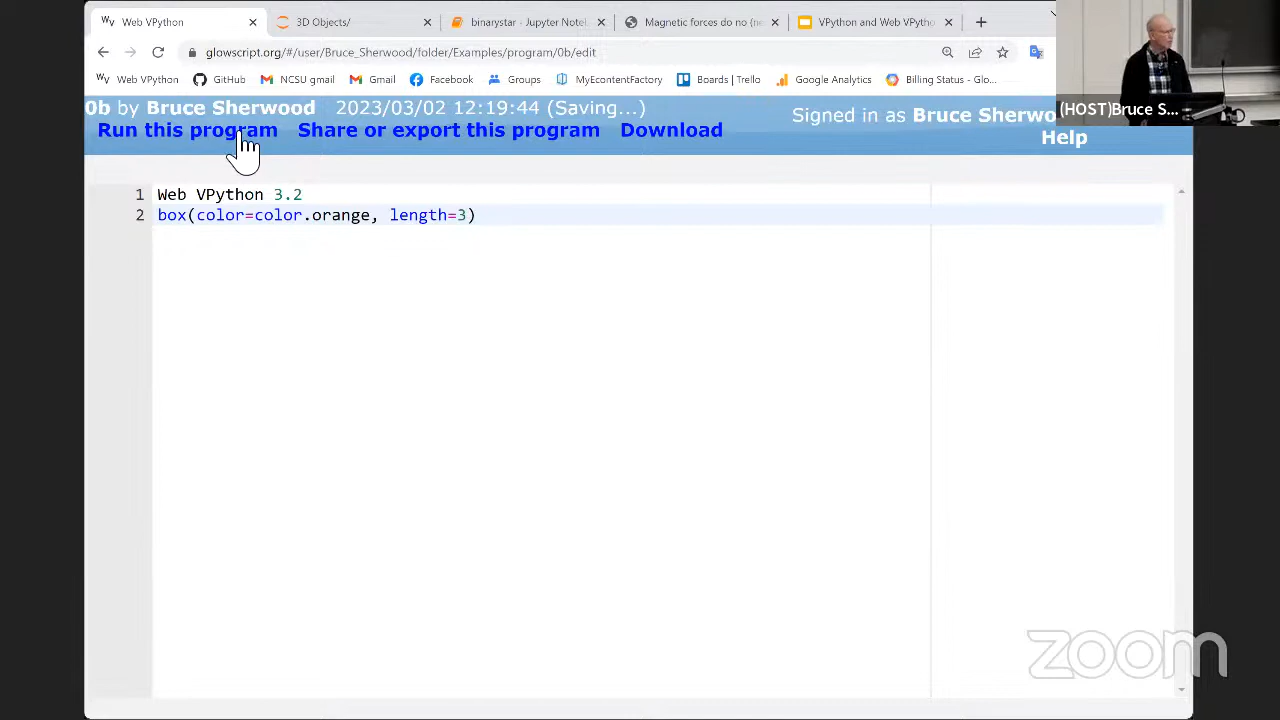 Web VPython
3D Objects/
binarystar - Jupyter Note
Magnetic forces do no (ne
VPython and Web VPytho
glowscript.org/#/user/Bruce_Sherwood/folder/Examples/program/0b/edit
Web VPython
GitHub
NCSU gmail
Gmail
Facebook
Groups
MyEcontentFactory
Boards | Trello
Google Analytics
Billing Status - Glo...
(HOST)Bruce S...
0b by Bruce Sherwood 2023/03/02 12:19:44 (Saving...)
Signed in as Bruce Sherwo
Run this program Share or export this program Download
Help
1 Web VPython 3.2
2 box(color=color.orange, length=3)
zoom